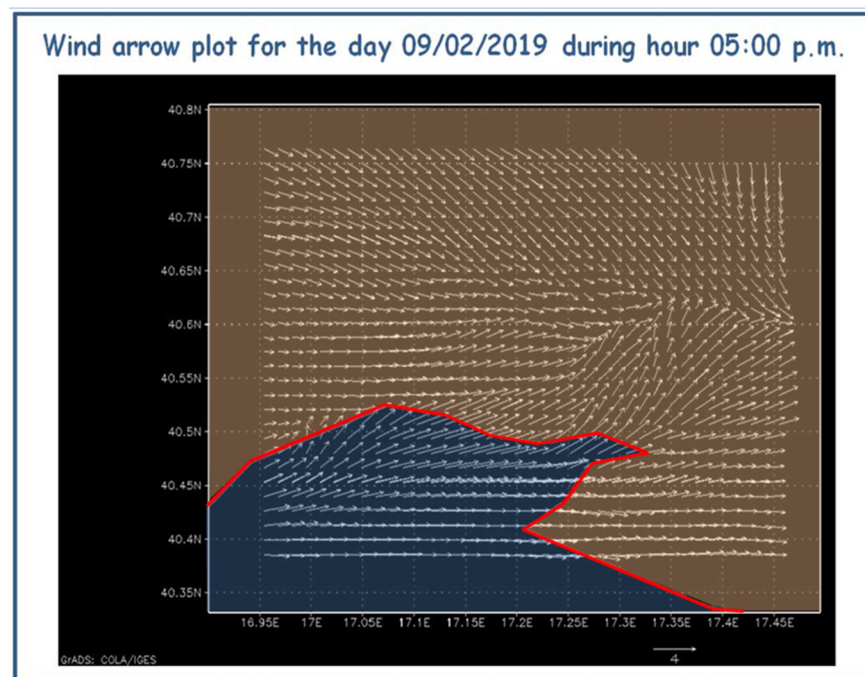 Wind arrow plot for the day 09/02/2019 during hour 05:00 p.m.
40.8N
40.75N
40.7N
40.65N
40.6N
40.55N
40.5N
40.45N
40.4N
40.35N
16.95E 17E 17.05E 17.1E 17.15E 17.2E 17.25E 17.3E 17.35E 17.4E 17.45E
4
GrADS: COLA/IGES